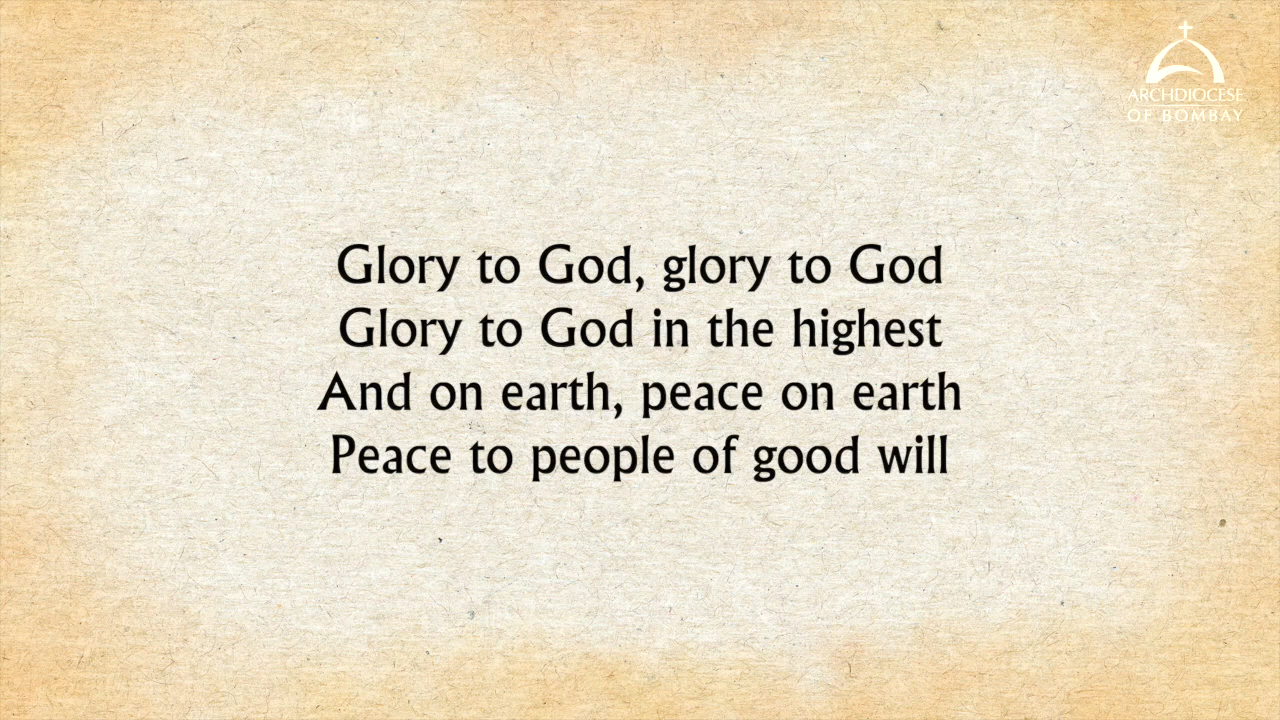 ARCHDIOCESE
OF BOMBAY
Glory to God, glory to God
Glory to God in the highest
And on earth, peace on earth
Peace to people of good will